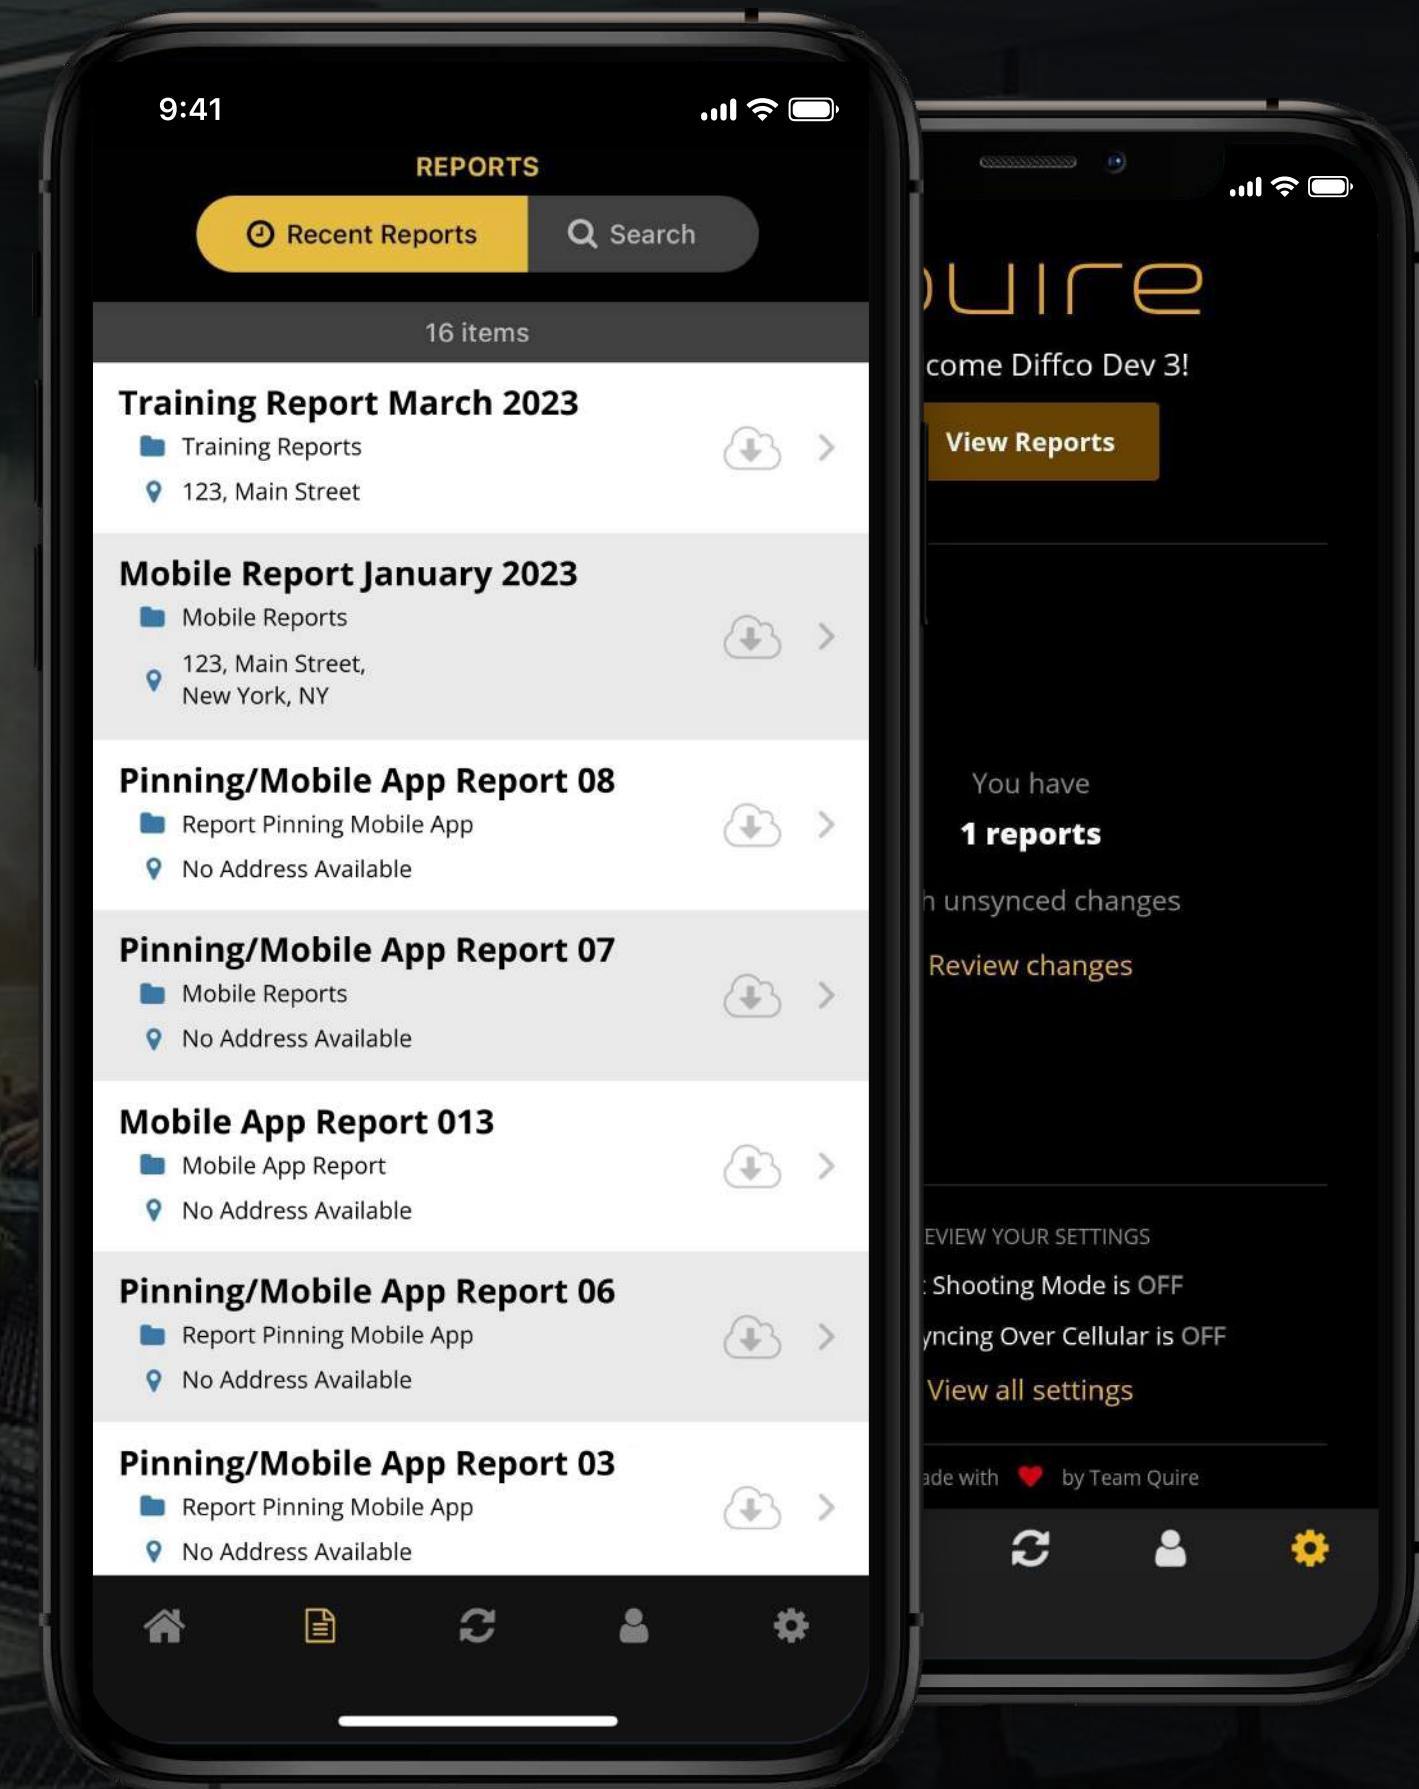 9:41
REPORTS
Recent Reports
Search
16 items
Training Report March 2023
Training Reports
123, Main Street
Mobile Report January 2023
Mobile Reports
123, Main Street,
New York, NY
Pinning/Mobile App Report 08
Report Pinning Mobile App
No Address Available
Pinning/Mobile App Report 07
Mobile Reports
No Address Available
Mobile App Report 013
Mobile App Report
No Address Available
Pinning/Mobile App Report 06
Report Pinning Mobile App
No Address Available
Pinning/Mobile App Report 03
Report Pinning Mobile App
No Address Available
uire
come Diffco Dev 3!
View Reports
You have
1 reports
unsynced changes
Review changes
EVIEW YOUR SETTINGS
Shooting Mode is OFF
yncing Over Cellular is OFF
View all settings
ade with by Team Quire